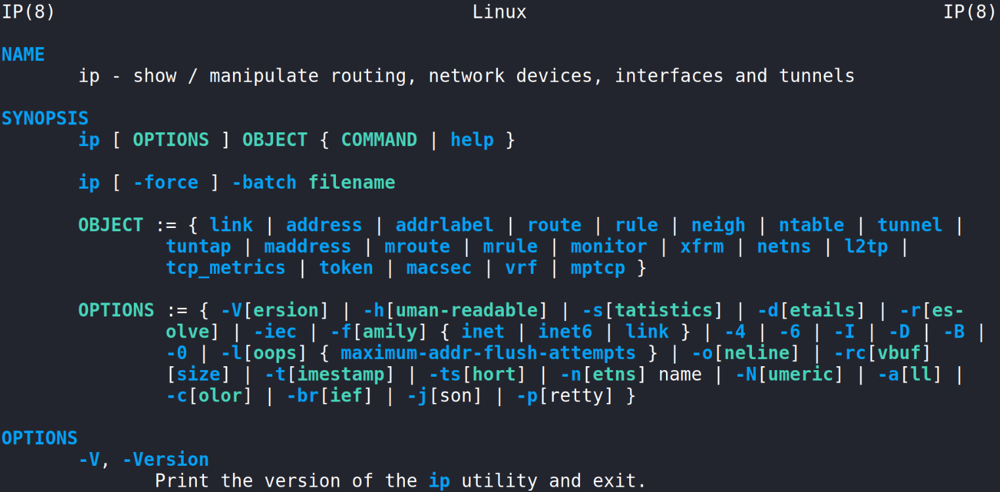 IP(8) Linux IP(8)
NAME
ip - show / manipulate routing, network devices, interfaces and tunnels
SYNOPSIS
ip [ OPTIONS ] OBJECT { COMMAND | help }
ip [ -force ] -batch filename
OBJECT := { link | address | addrlabel | route | rule | neigh | ntable | tunnel |
tuntap | maddress | mroute | mrule | monitor | xfrm | netns | l2tp |
tcp_metrics | token | macsec | vrf | mptcp }
OPTIONS := { -V[ersion] | -h[uman-readable] | -s[tatistics] | -d[etails] | -r[es-
olve] | -iec | -f[amily] { inet | inet6 | link } | -4 | -6 | -I | -D | -B |
-0 | -l[oops] { maximum-addr-flush-attempts } | -o[neline] | -rc[vbuf]
[size] | -t[imestamp] | -ts[hort] | -n[etns] name | -N[umeric] | -a[ll] |
-c[olor] | -br[ief] | -j[son] | -p[retty] }
OPTIONS
-V, -Version
Print the version of the ip utility and exit.